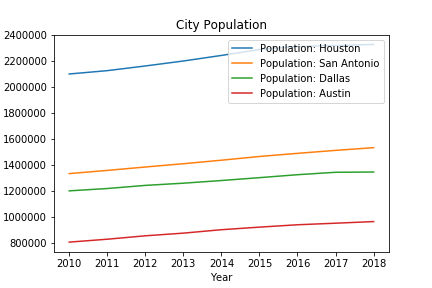 City Population
Population: Houston
Population: San Antonio
Population: Dallas
Population: Austin
2400000
2200000
2000000
1800000
1600000
1400000
1200000
1000000
800000
2010 2011 2012 2013 2014 2015 2016 2017 2018
Year